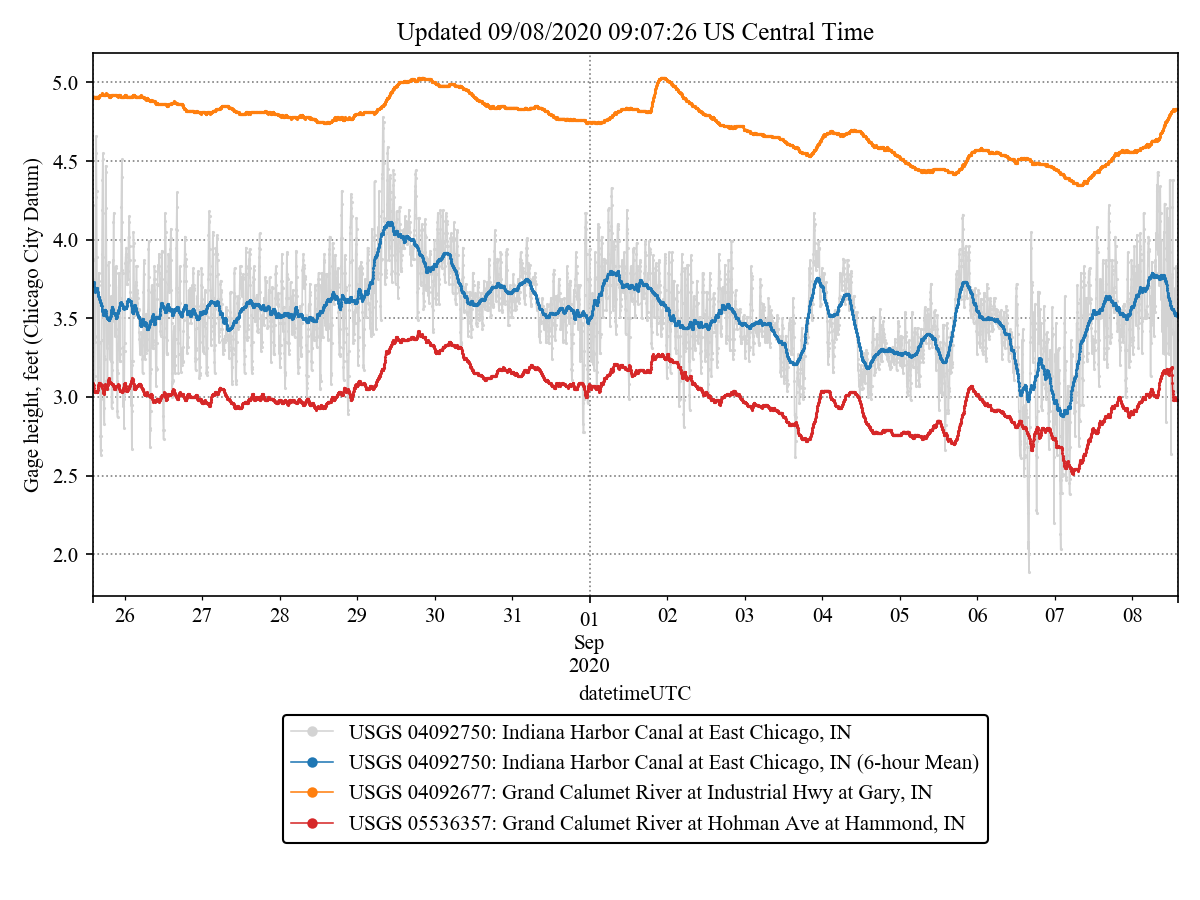 Updated 09/08/2020 09:07:26 US Central Time
Gage height, feet (Chicago City Datum)
5.0
4.5
4.0
3.5
3.0
2.5
2.0
26 27 28 29 30 31 01 02 03 04 05 06 07 08
Sep
2020
datetimeUTC
USGS 04092750: Indiana Harbor Canal at East Chicago, IN
USGS 04092750: Indiana Harbor Canal at East Chicago, IN (6-hour Mean)
USGS 04092677: Grand Calumet River at Industrial Hwy at Gary, IN
USGS 05536357: Grand Calumet River at Hohman Ave at Hammond, IN